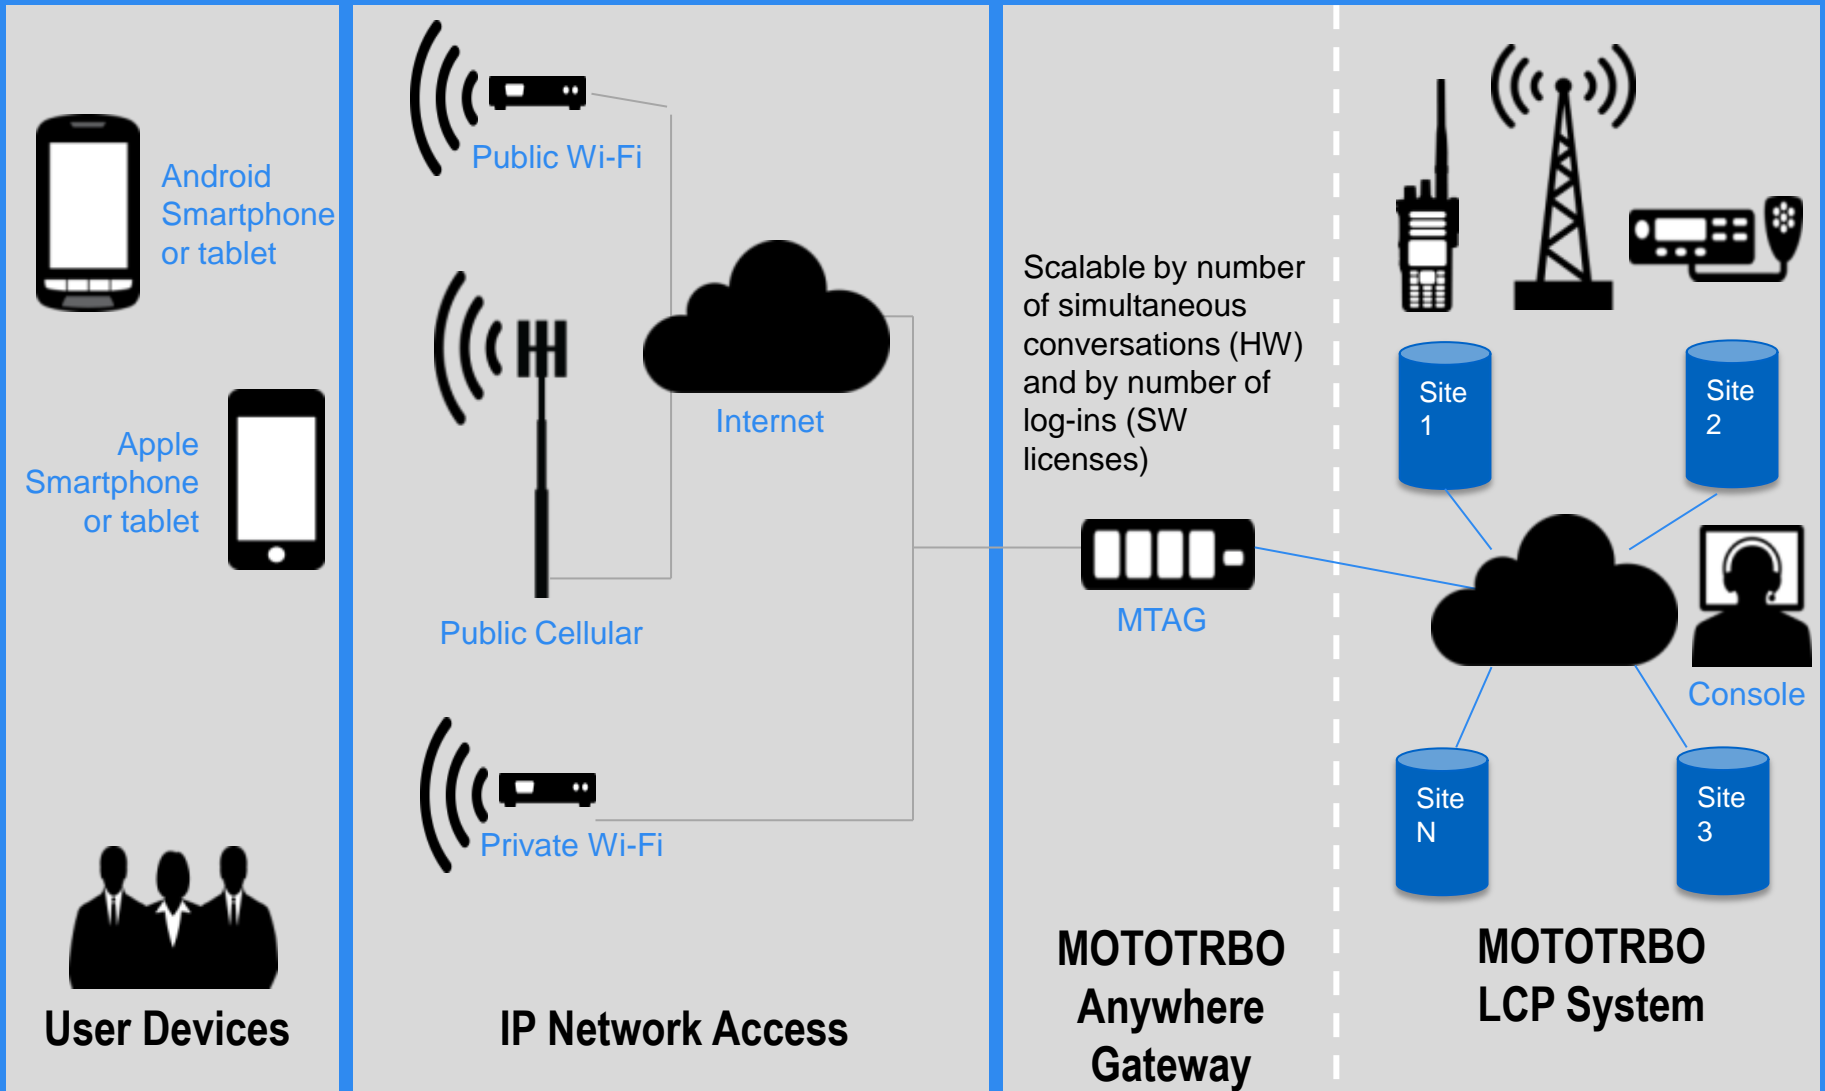 Android
Smartphone
or tablet
Apple
Smartphone
or tablet
User Devices
Public Wi-Fi
Internet
Public Cellular
Private Wi-Fi
IP Network Access
Scalable by number
of simultaneous
conversations (HW)
and by number of
log-ins (SW
licenses)
MTAG
MOTOTRBO
Anywhere
Gateway
Site
1
Site
2
Console
Site
N
Site
3
MOTOTRBO
LCP System